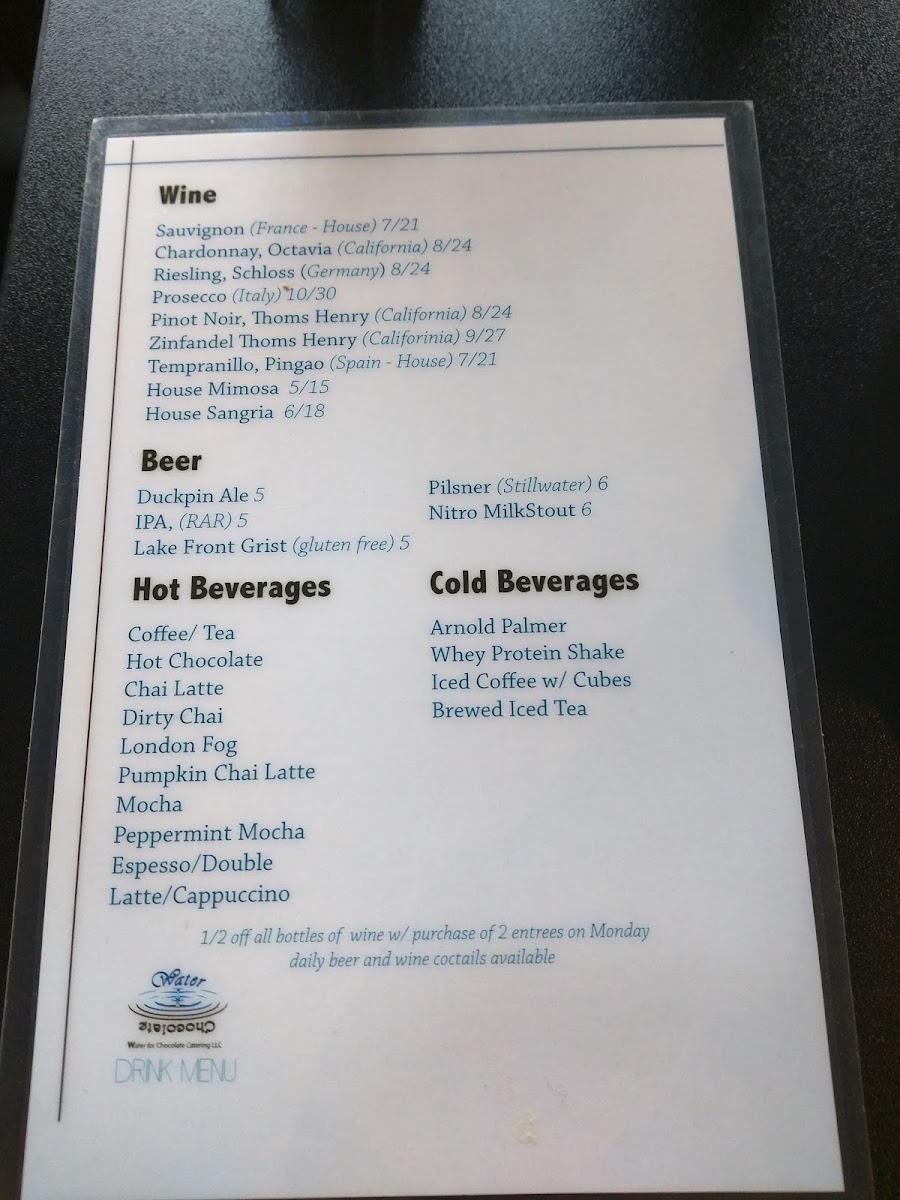 Wine
Sauvignon (France - House) 7/21
Chardonnay, Octavia (California) 8/24
Riesling, Schloss (Germany) 8/24
Prosecco (Italy) 10/30
Pinot Noir, Thoms Henry (California) 8/24
Zinfandel Thoms Henry (Califorinia) 9/27
Tempranillo, Pingao (Spain - House) 7/21
House Mimosa 5/15
House Sangria 6/18
Beer
Duckpin Ale 5
IPA, (RAR) 5
Lake Front Grist (gluten free) 5
Pilsner (Stillwater) 6
Nitro MilkStout 6
Hot Beverages
Coffee/ Tea
Hot Chocolate
Chai Latte
Dirty Chai
London Fog
Pumpkin Chai Latte
Mocha
Peppermint Mocha
Espesso/Double
Latte/Cappuccino
Cold Beverages
Arnold Palmer
Whey Protein Shake
Iced Coffee w/ Cubes
Brewed Iced Tea
1/2 off all bottles of wine w/ purchase of 2 entrees on Monday
daily beer and wine coctails available
Water
Chocolate
Water for Chocolate Catering LLC
DRINK MENU